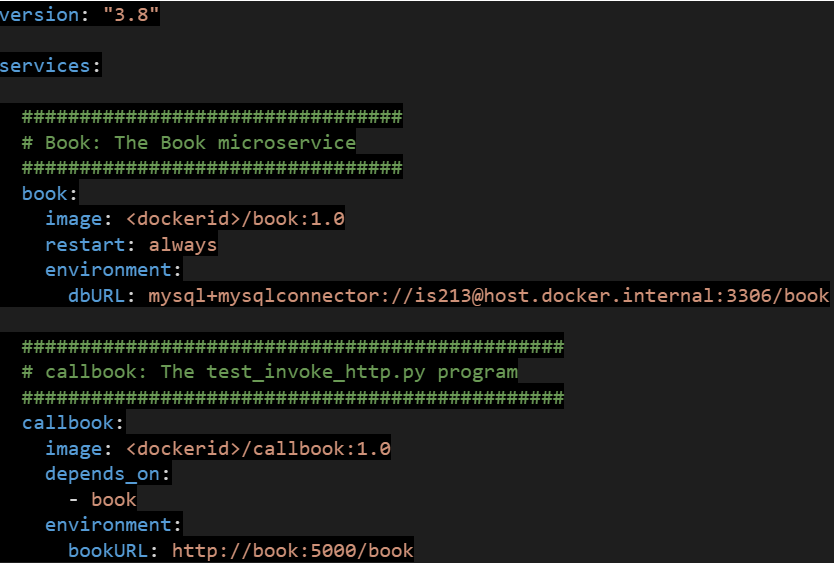 version: "3.8"
services:
#################################
# Book: The Book microservice
#################################
book:
image: <dockerid>/book:1.0
restart: always
environment:
dbURL: mysql+mysqlconnector://is213@host.docker.internal:3306/book
###############################################
# callbook: The test_invoke_http.py program
###############################################
callbook:
image: <dockerid>/callbook:1.0
depends_on:
- book
environment:
bookURL: http://book:5000/book